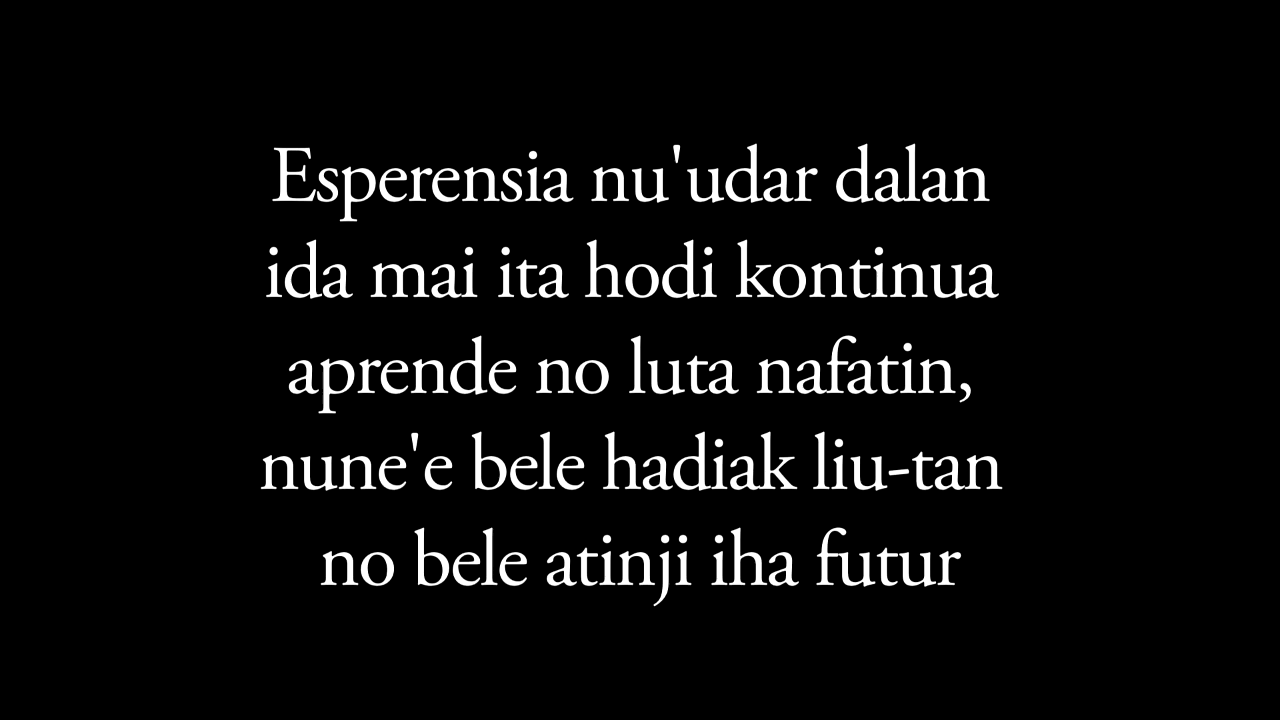 Esperensia nu'udar dalan
ida mai ita hodi kontinua
aprende no luta nafatin,
nune'e bele hadiak liu-tan
no bele atinji iha futur